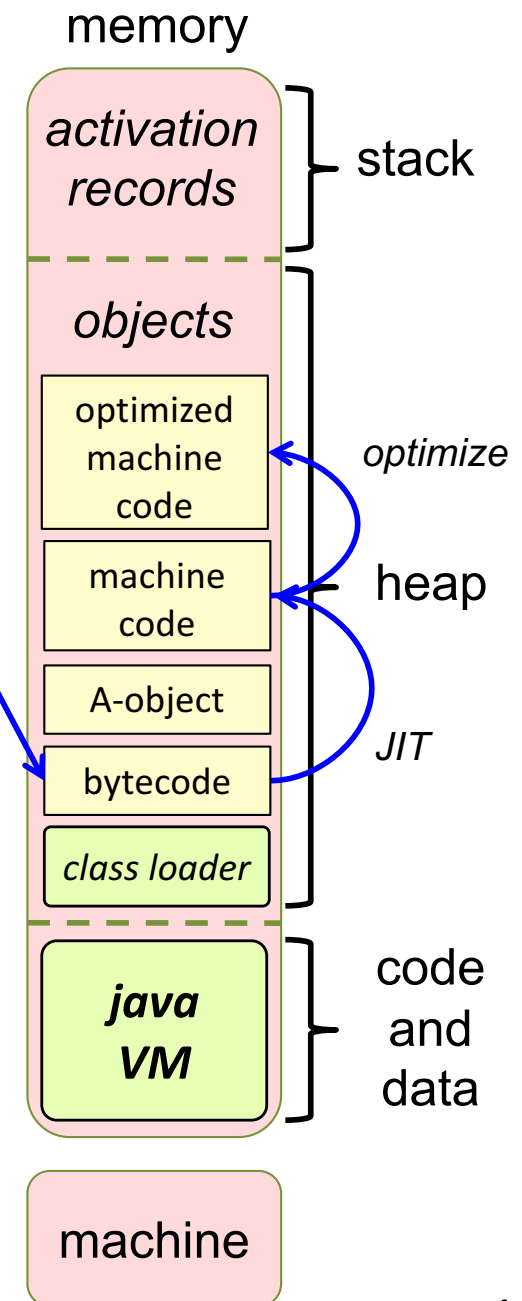 memory
activation
records
stack
objects
optimized
machine
code
optimize
machine
code
heap
A-object
JIT
bytecode
class loader
java
VM
code
and
data
machine